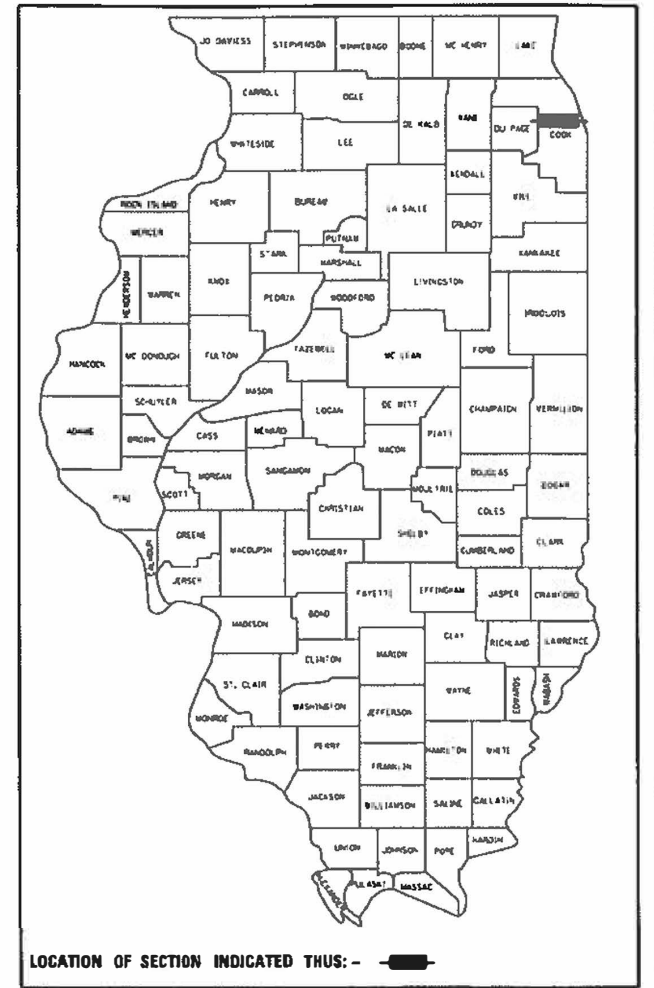 JO DAVIESS STEPHENSON WINNEBAGO BOONE MC HENRY LAKE
CARROLL OGLE DE KALB KANE DU PAGE COOK
WHITESIDE LEE
KENDALL
ROCK ISLAND HENRY BUREAU LA SALLE GRUNDY WILL
MERCER PUTNAM
STARK MARSHALL KANKAKEE
HENDERSON WARREN KNOX PEORIA WOODFORD LIVINGSTON
IROQUOIS
HANCOCK MC DONOUGH FULTON TAZEWELL MC LEAN FORD
MASON
SCHUYLER LOGAN DE WITT CHAMPAIGN VERMILLION
ADAMS BROWN CASS MENARD MACON PIATT
PIKE SCOTT MORGAN SANGAMON MOULTRIE DOUGLAS EDGAR
CHRISTIAN COLES
GREENE MACOUPIN MONTGOMERY SHELBY CUMBERLAND CLARK
CALHOUN JERSEY
FAYETTE EFFINGHAM JASPER CRAWFORD
MADISON BOND
CLAY RICHLAND LAWRENCE
CLINTON MARION
ST. CLAIR WAYNE EDWARDS WABASH
MONROE WASHINGTON JEFFERSON
RANDOLPH PERRY HAMILTON WHITE
FRANKLIN
JACKSON WILLIAMSON SALINE GALLATIN
UNION JOHNSON POPE HARDIN
ALEXANDER PULASKI MASSAC
LOCATION OF SECTION INDICATED THUS: -